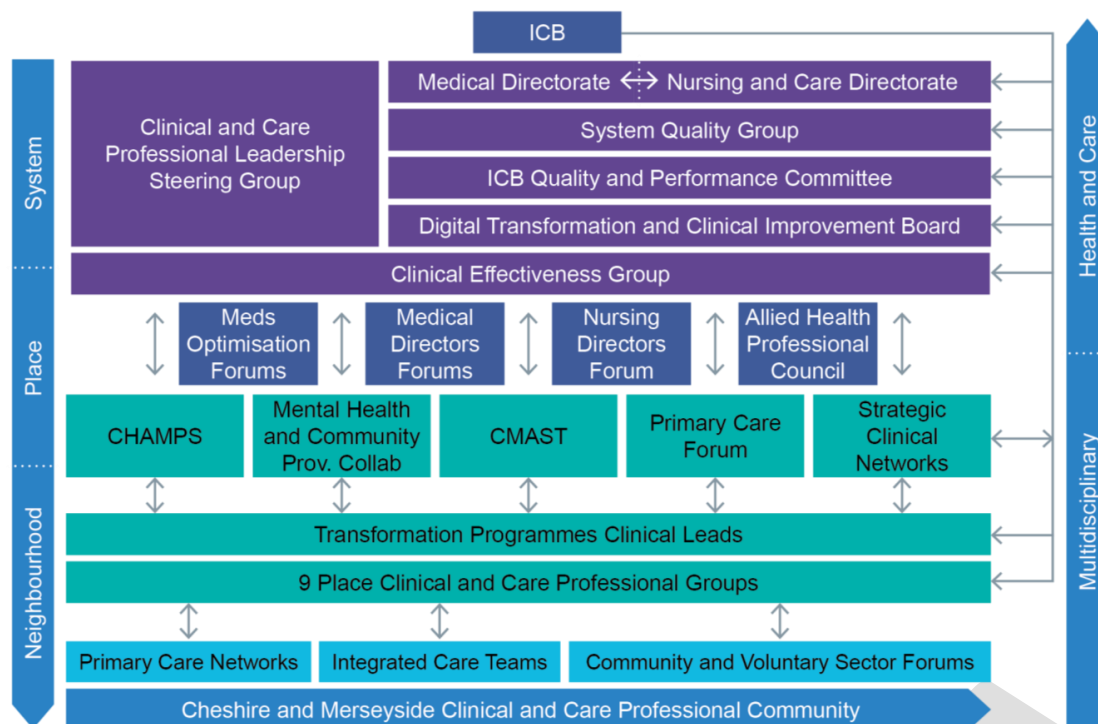 ICB
System
Place
Neighbourhood
Health and Care
Multidisciplinary
Clinical and Care
Professional Leadership
Steering Group
Medical Directorate
Nursing and Care Directorate
System Quality Group
ICB Quality and Performance Committee
Digital Transformation and Clinical Improvement Board
Clinical Effectiveness Group
Meds
Optimisation
Forums
Medical
Directors
Forums
Nursing
Directors
Forum
Allied Health
Professional
Council
CHAMPS
Mental Health
and Community
Prov. Collab
CMAST
Primary Care
Forum
Strategic
Clinical
Networks
Transformation Programmes Clinical Leads
9 Place Clinical and Care Professional Groups
Primary Care Networks
Integrated Care Teams
Community and Voluntary Sector Forums
Cheshire and Merseyside Clinical and Care Professional Community